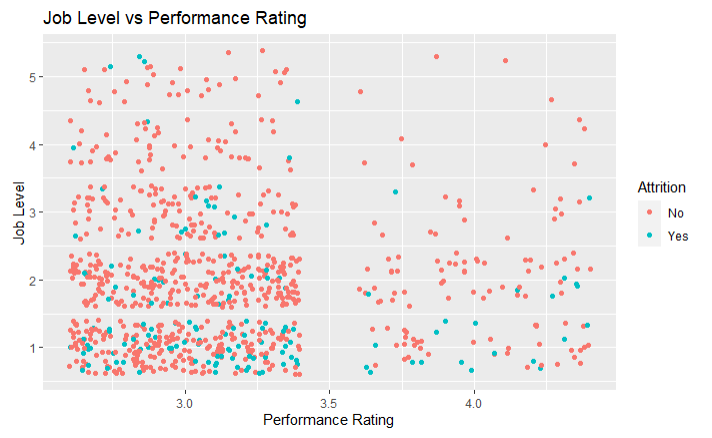 Job Level vs Performance Rating
5
4
3
2
1
Job Level
3.0
3.5
4.0
Performance Rating
Attrition
No
Yes